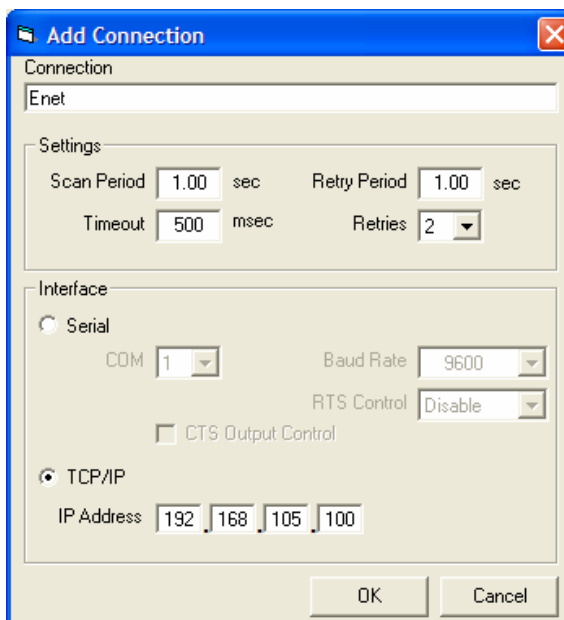 Add Connection
Connection
Enet
Settings
Scan Period 1.00 sec Retry Period 1.00 sec
Timeout 500 msec Retries 2
Interface
Serial
COM 1 Baud Rate 9600
RTS Control Disable
CTS Output Control
TCP/IP
IP Address 192 . 168 . 105 . 100
OK Cancel